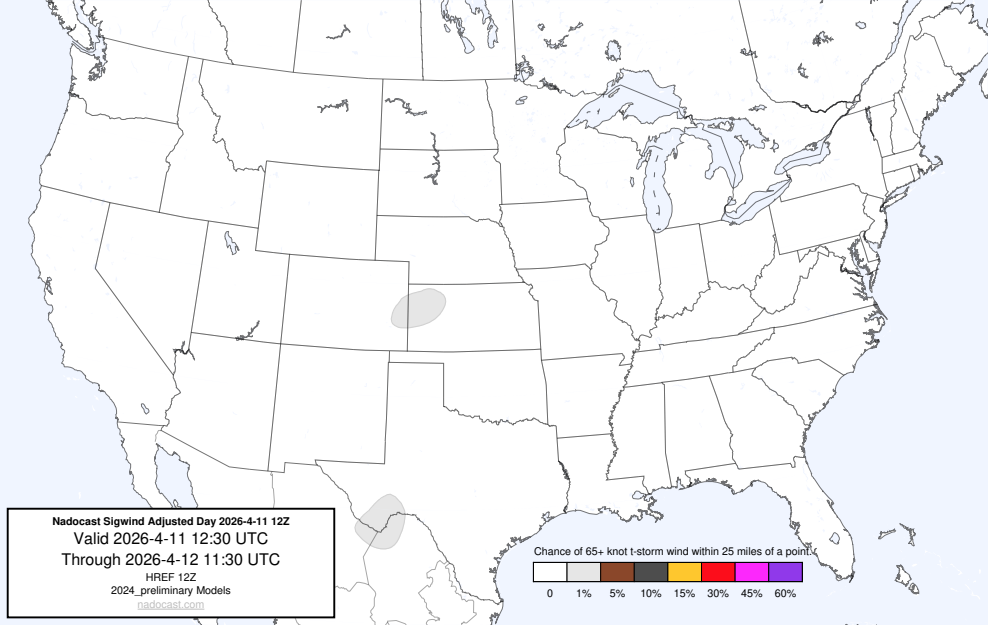 Nadocast Sigwind Adjusted Day 2026-4-11 12Z
Valid 2026-4-11 12:30 UTC
Through 2026-4-12 11:30 UTC
HREF 12Z
2024_preliminary Models
nadocast.com
Chance of 65+ knot t-storm wind within 25 miles of a point.
0 1% 5% 10% 15% 30% 45% 60%